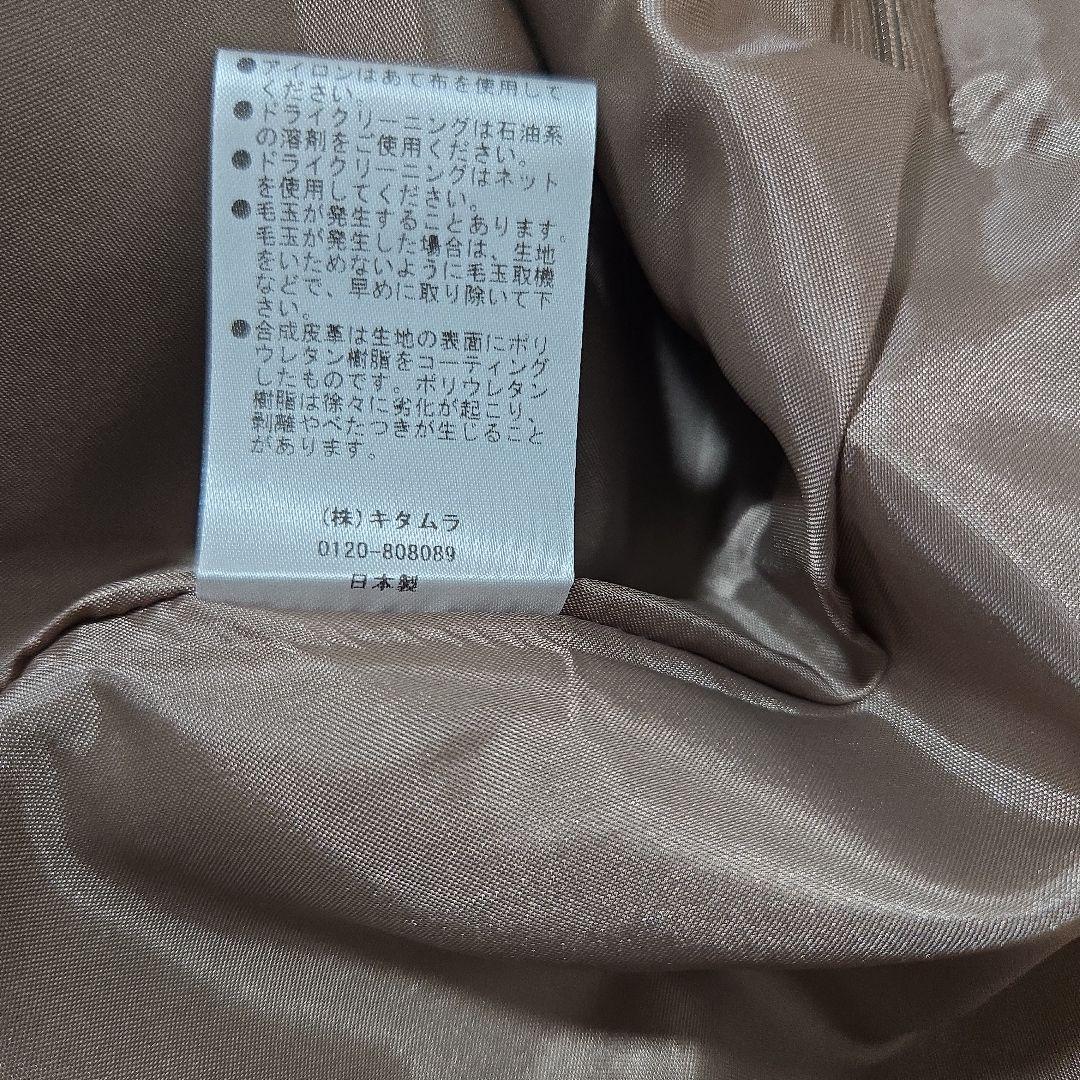 ●アイロンはあて布を使用して
ください。
●ドライクリーニングは石油系
の溶剤をご使用ください。
●ドライクリーニングはネット
を使用してください。
●毛玉が発生することあります。
毛玉が発生した場合は、生地
をいためないように毛玉取機
などで、早めに取り除いて下
さい。
●合成皮革は生地の表面にポリ
ウレタン樹脂をコーティング
したものです。ポリウレタン
樹脂は徐々に劣化が起こり、
剥離やべたつきが生じること
があります。
(株)キタムラ
0120-808089
日本製